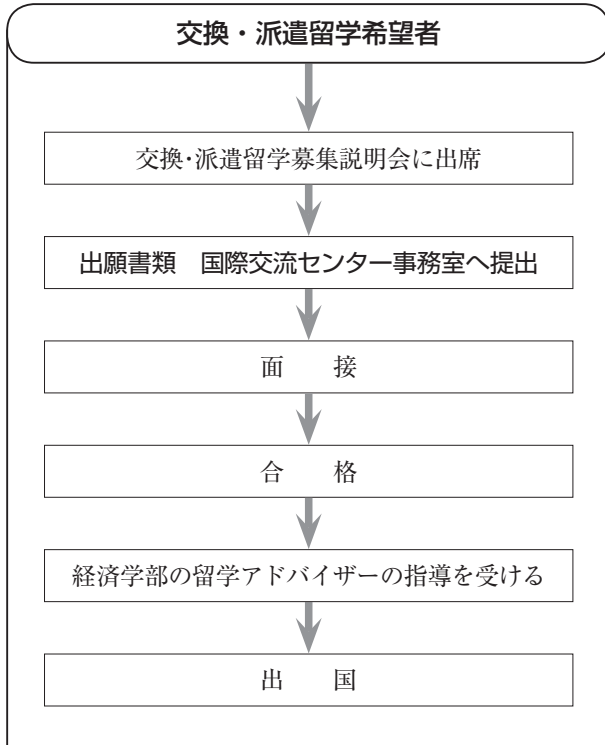 交換・派遣留学希望者
交換・派遣留学募集説明会に出席
出願書類　国際交流センター事務室へ提出
面　　接
合　　格
経済学部の留学アドバイザーの指導を受ける
出　　国